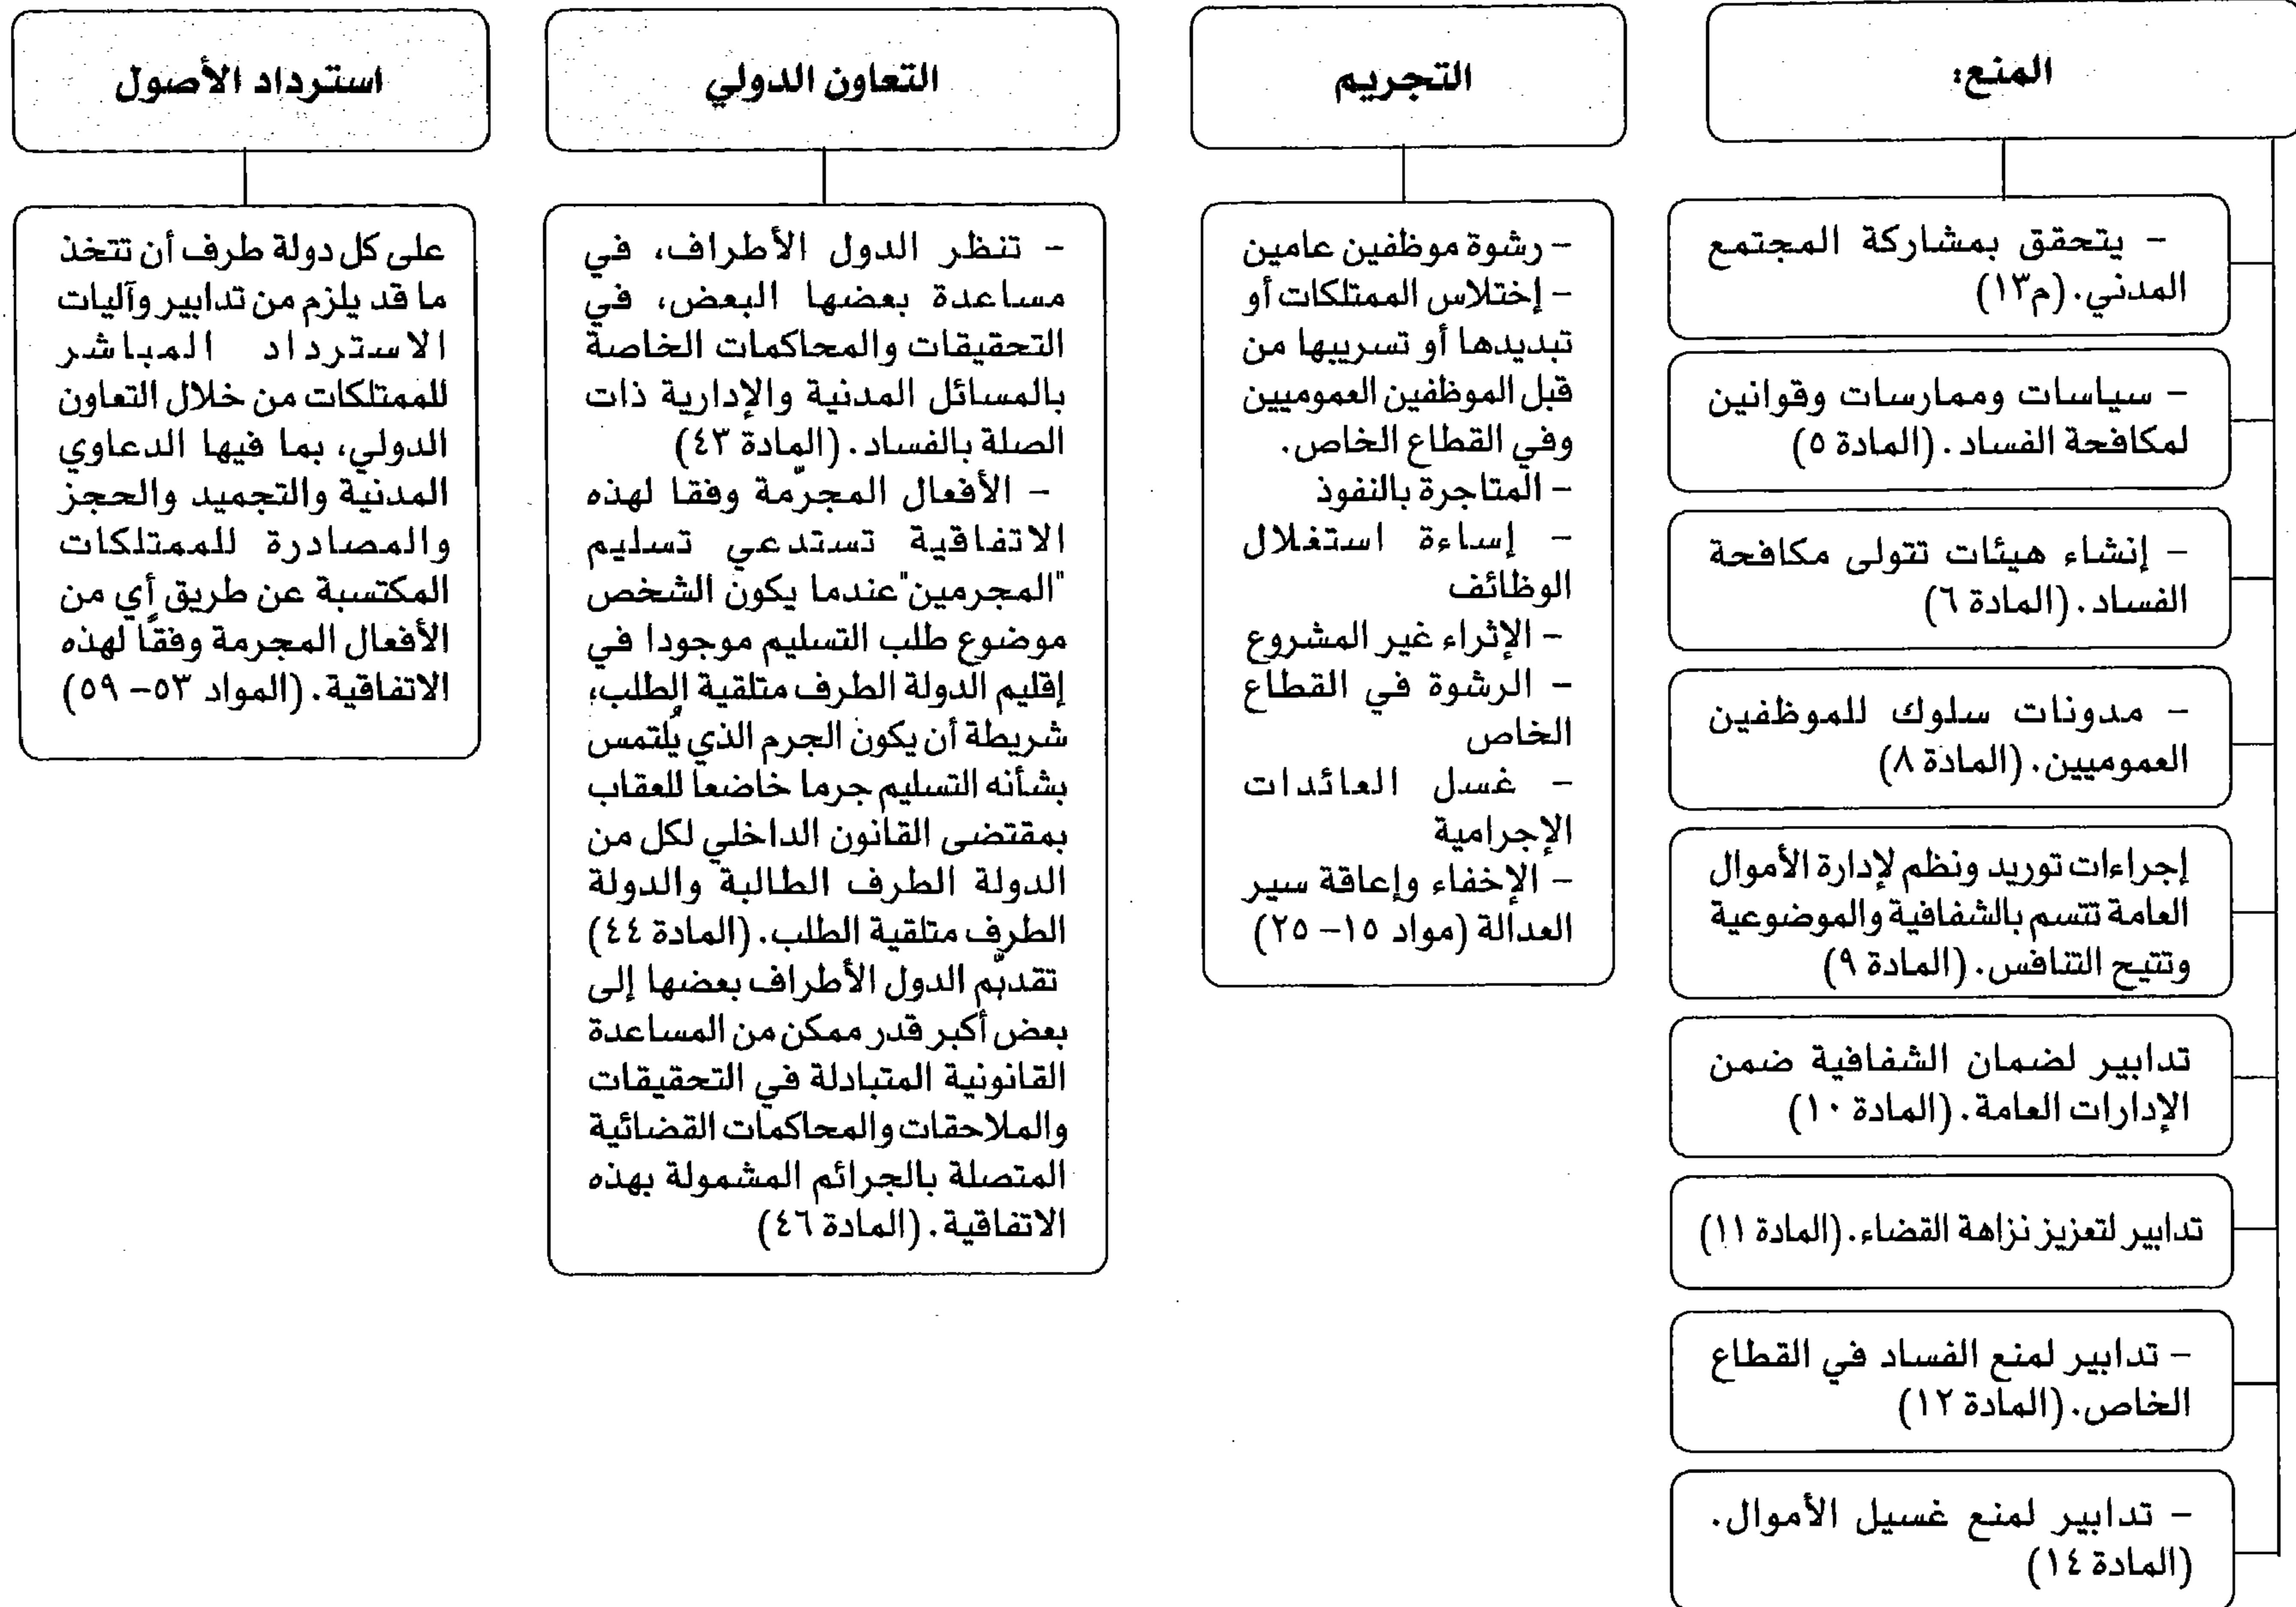 المنع:
- يتحقق بمشاركة المجتمع
المدني. (م١٣)
- سياسات وممارسات وقوانين
لمكافحة الفساد. (المادة ٥)
- إنشاء هيئات تتولى مكافحة
الفساد. (المادة ٦)
- مدونات سلوك للموظفين
العموميين. (المادة ٨)
إجراءات توريد ونظم لإدارة الأموال
العامة تتسم بالشفافية والموضوعية
وتتيح التنافس. (المادة ٩)
تدابير لضمان الشفافية ضمن
الإدارات العامة. (المادة ١٠)
تدابير لتعزيز نزاهة القضاء. (المادة ١١)
- تدابير لمنع الفساد في القطاع
الخاص. (المادة ١٢)
- تدابير لمنع غسيل الأموال.
(المادة ١٤)
التجريم
- رشوة موظفين عامين
- إختلاس الممتلكات أو
تبديدها أو تسريبها من
قبل الموظفين العموميين
وفي القطاع الخاص.
- المتاجرة بالنفوذ
- إساءة استغلال
الوظائف
- الإثراء غير المشروع
- الرشوة في القطاع
الخاص
- غسل العائدات
الإجرامية
- الإخفاء وإعاقة سير
العدالة (مواد ١٥- ٢٥)
التعاون الدولي
- تنظر الدول الأطراف، في
مساعدة بعضها البعض، في
التحقيقات والمحاكمات الخاصة
بالمسائل المدنية والإدارية ذات
الصلة بالفساد. (المادة ٤٣)
- الأفعال المجرّمة وفقا لهذه
الاتفاقية تستدعي تسليم
"المجرمين"عندما يكون الشخص
موضوع طلب التسليم موجودا في
إقليم الدولة الطرف متلقية الطلب،
شريطة أن يكون الجرم الذي يُلتمس
بشأنه التسليم جرما خاضعا للعقاب
بمقتضى القانون الداخلي لكل من
الدولة الطرف الطالبة والدولة
الطرف متلقية الطلب. (المادة ٤٤)
الدول الأطراف بعضها إلى
بعض أكبر قدر ممكن من المساعدة
القانونية المتبادلة في التحقيقات
والملاحقات والمحاكمات القضائية
المتصلة بالجرائم المشمولة بهذه
الاتفاقية. (المادة ٤٦)
استرداد الأصول
على كل دولة طرف أن تتخذ
ما قد يلزم من تدابير وآليات
الاسترداد المباشر
للممتلكات من خلال التعاون
الدولي، بما فيها الدعاوي
المدنية والتجميد والحجز
والمصادرة للممتلكات
المكتسبة عن طريق أي من
الأفعال المجرمة وفقًا لهذه
الاتفاقية. (المواد ٥٣- ٥٩)